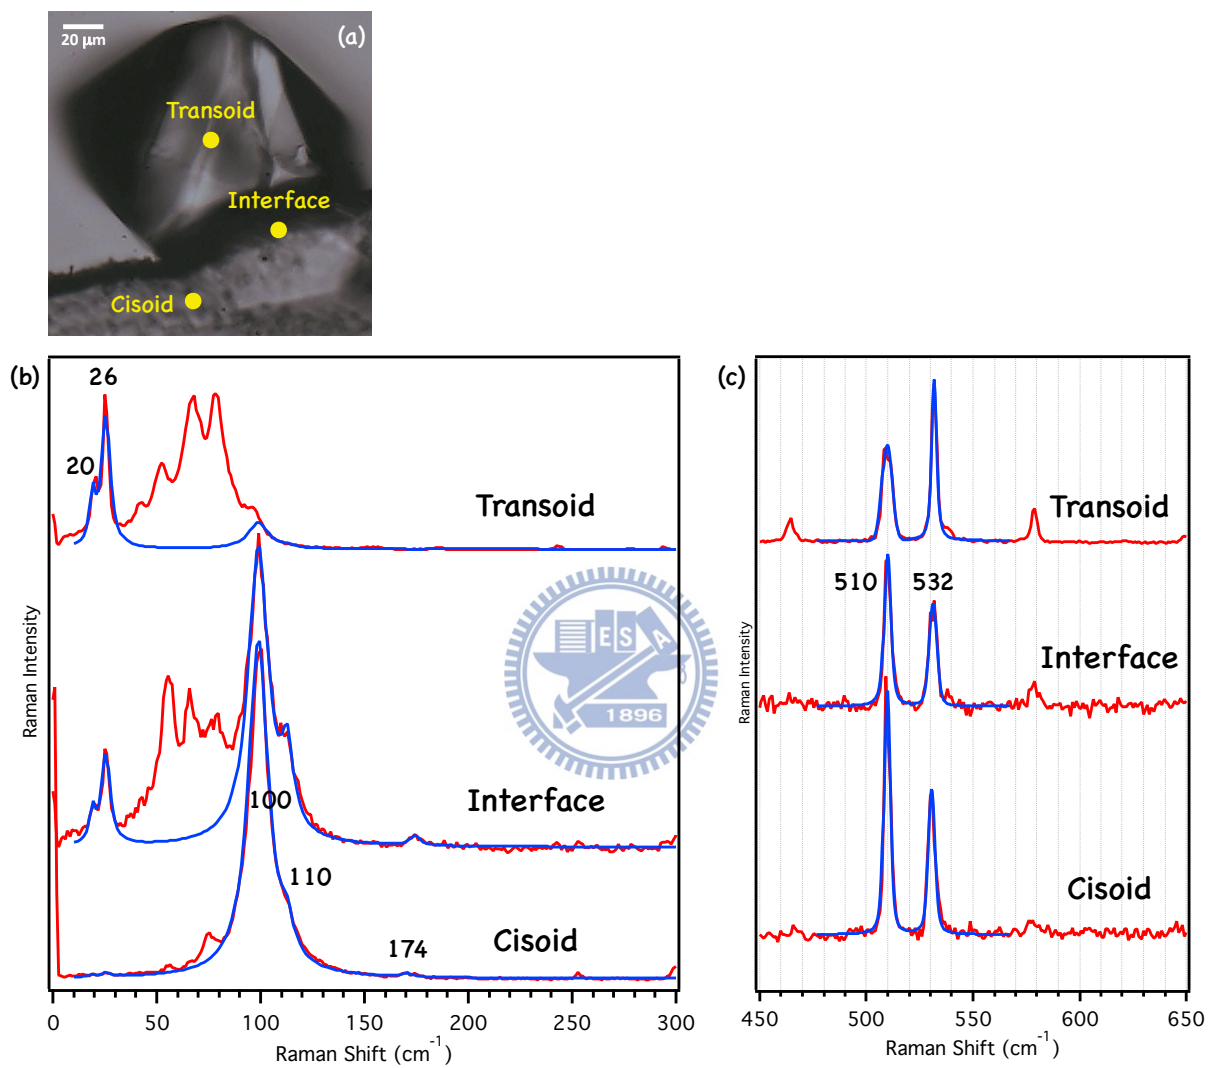 (a)
20 μm
Transoid
Interface
Cisoid
(b)
26
20
Transoid
Interface
100
110
Cisoid
174
Raman Intensity
0 50 100 150 200 250 300
Raman Shift (cm⁻¹)
(c)
Transoid
510 532
Interface
Cisoid
Raman Intensity
450 500 550 600 650
Raman Shift (cm⁻¹)
E S A
1896